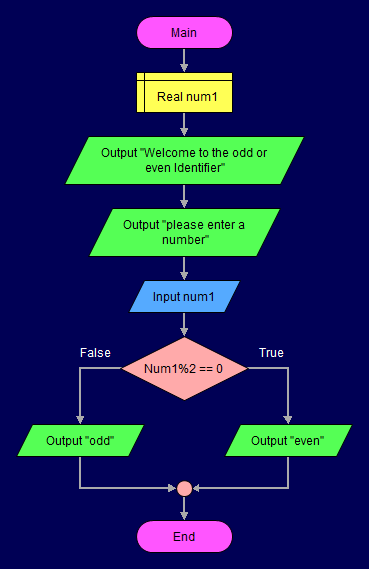 Main
Real num1
Output "Welcome to the odd or
even Identifier"
Output "please enter a
number"
Input num1
False
True
Num1%2 == 0
Output "odd"
Output "even"
End